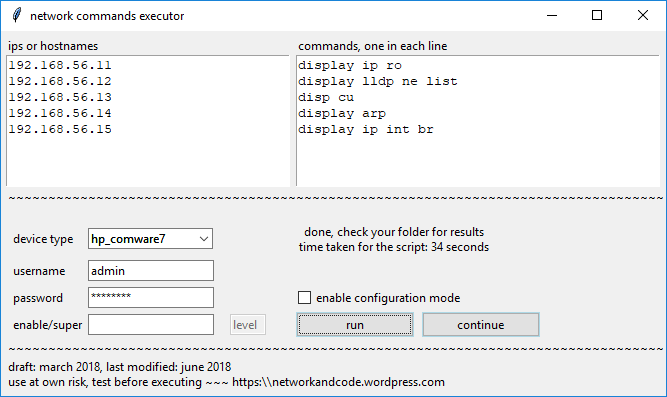 network commands executor
ips or hostnames
192.168.56.11
192.168.56.12
192.168.56.13
192.168.56.14
192.168.56.15
commands, one in each line
display ip ro
display lldp ne list
disp cu
display arp
display ip int br
~~~~~~~~~~~~~~~~~~~~~~~~~~~~~~~~~~~~~~~~~~~~~~~~~~~~~~~~~~~~~~~~~~~~~~~~~~~~~~~~~~
device type hp_comware7
username admin
password ********
enable/super level
done, check your folder for results
time taken for the script: 34 seconds
enable configuration mode
run continue
~~~~~~~~~~~~~~~~~~~~~~~~~~~~~~~~~~~~~~~~~~~~~~~~~~~~~~~~~~~~~~~~~~~~~~~~~~~~~~~~~~
draft: march 2018, last modified: june 2018
use at own risk, test before executing ~~~ https:\\networkandcode.wordpress.com